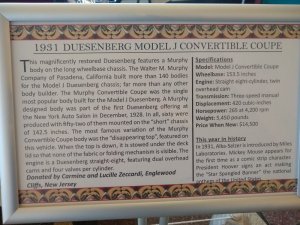 1931 DUESENBERG MODEL J CONVERTIBLE COUPE
This magnificently restored Duesenberg features a Murphy
body on the long wheelbase chassis. The Walter M. Murphy
Company of Pasadena, California built more than 140 bodies
for the Model J Duesenberg chassis; far more than any other
body builder. The Murphy Convertible Coupe was the single
most popular body built for the Model J Duesenberg. A Murphy
designed body was part of the first Duesenberg offering at
the New York Auto Salon in December, 1928. In all, sixty were
produced with fifty-two of them mounted on the "short" chassis
of 142.5 inches. The most famous variation of the Murphy
Convertible Coupe body was the "disappearing top", featured on
this vehicle. When the top is down, it is stowed under the deck
lid so that none of the fabric or folding mechanism is visible. The
engine is a Duesenberg straight-eight, featuring dual overhead
cams and four valves per cylinder.
Donated by Carmine and Lucille Zeccardi, Englewood
Cliffs, New Jersey
Specifications
Model: Model J Convertible Coupe
Wheelbase: 153.5 inches
Engine: Straight eight-cylinder, twin
overhead cam
Transmission: Three speed manual
Displacement: 420 cubic-inches
Horsepower: 265 at 4,200 rpm
Weight: 5,450 pounds
Price When New: $14,500
This year in history
In 1931, Alka-Seltzer is introduced by Miles
Laboratories, Mickey Mouse appears for
the first time as a comic strip character.
President Hoover signs an act making
the "Star Spangled Banner" the national
anthem of the United States